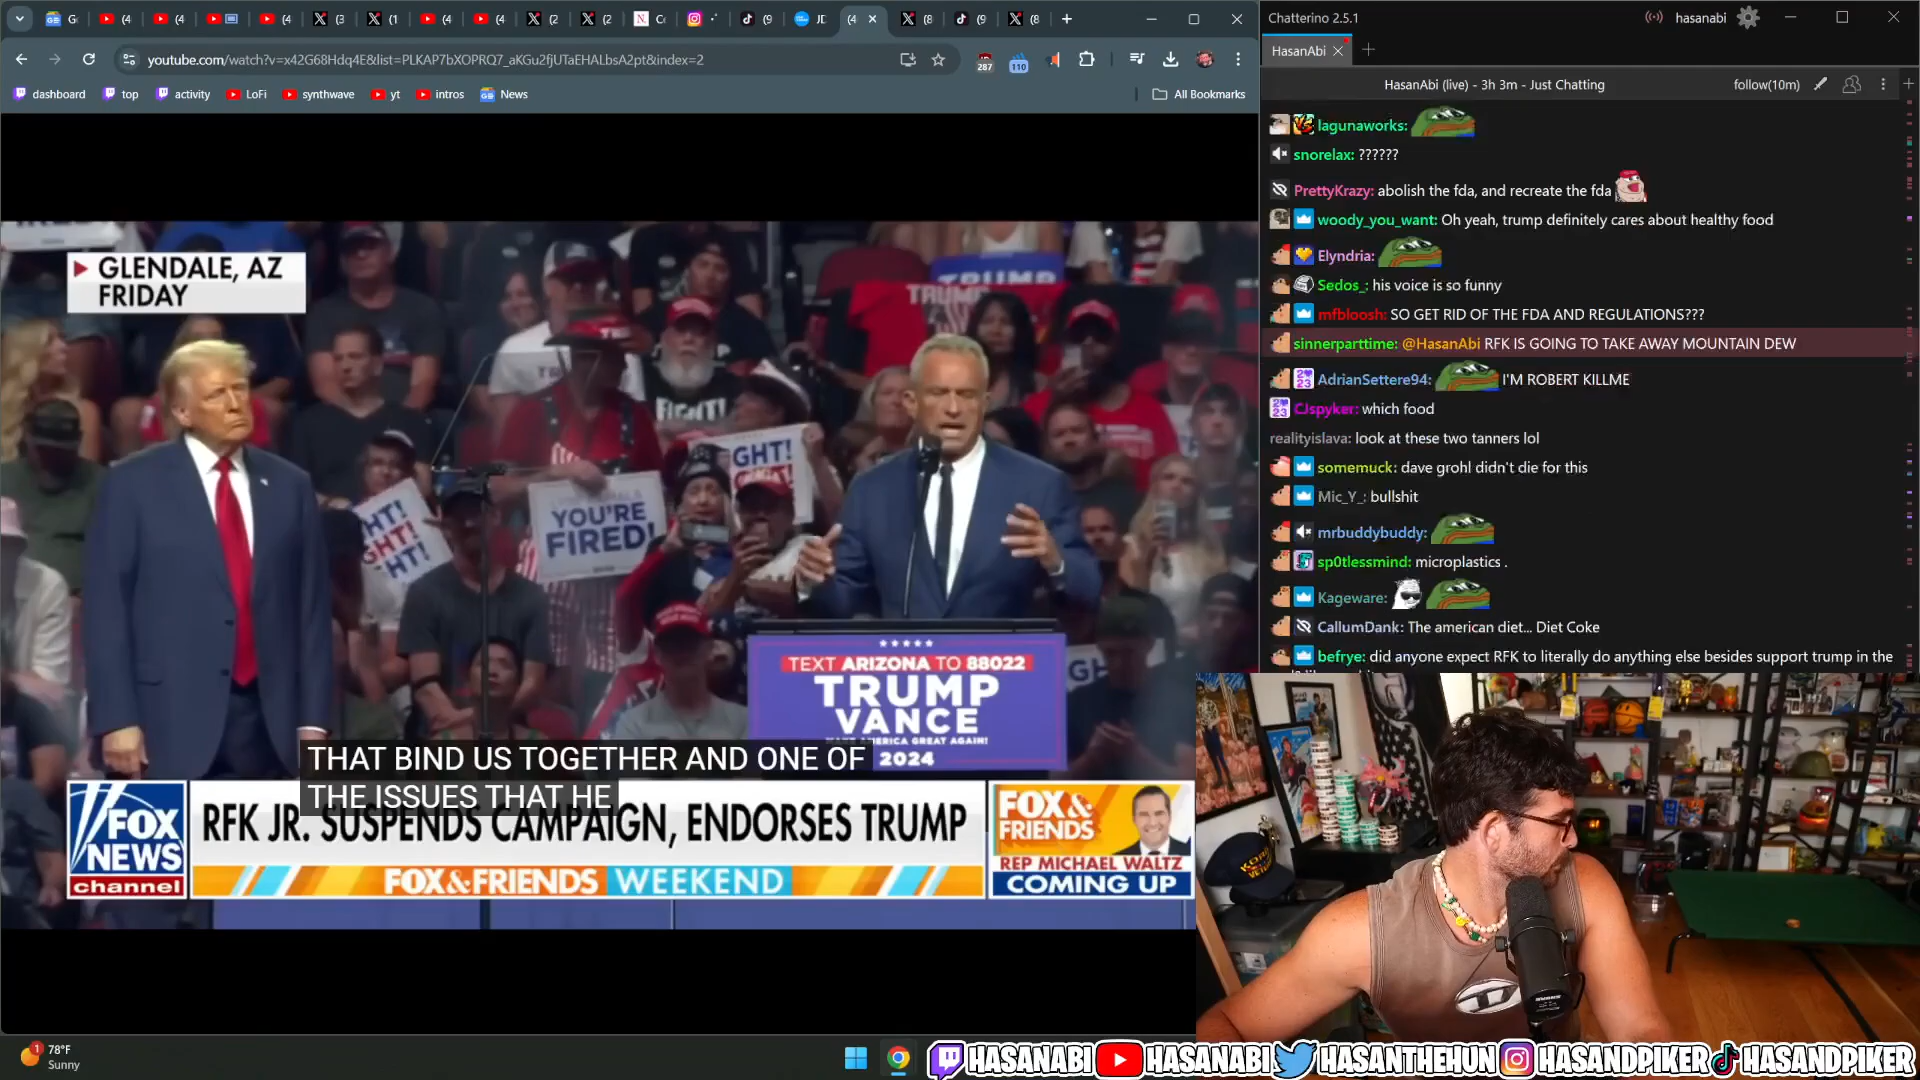 youtube.com/watch?v=x42G68Hdq4E&list=PLKAP7bXOPRQ7_aKGu2fjUTaEHALbsA2pt&index=2
287
110
dashboard
top
activity
LoFi
synthwave
yt
intros
News
All Bookmarks
GLENDALE, AZ
FRIDAY
TRUMP
TRUMP
FIGHT!
YOU'RE
FIRED!
TEXT ARIZONA TO 88022
TRUMP
VANCE
MAKE AMERICA GREAT AGAIN!
2024
THAT BIND US TOGETHER AND ONE OF
THE ISSUES THAT HE
FOX
NEWS
channel
RFK JR. SUSPENDS CAMPAIGN, ENDORSES TRUMP
FOX&FRIENDS WEEKEND
FOX&
FRIENDS
REP MICHAEL WALTZ
COMING UP
Chatterino 2.5.1
hasanabi
HasanAbi
HasanAbi (live) - 3h 3m - Just Chatting
follow(10m)
lagunaworks:
snorelax: ??????
PrettyKrazy: abolish the fda, and recreate the fda
woody_you_want: Oh yeah, trump definitely cares about healthy food
Elyndria:
Sedos_: his voice is so funny
mfbloosh: SO GET RID OF THE FDA AND REGULATIONS???
sinnerparttime: @HasanAbi RFK IS GOING TO TAKE AWAY MOUNTAIN DEW
AdrianSettere94: I'M ROBERT KILLME
CJspyker: which food
realityislava: look at these two tanners lol
somemuck: dave grohl didn't die for this
Mic_Y_: bullshit
mrbuddybuddy:
sp0tlessmind: microplastics .
Kageware:
CallumDank: The american diet... Diet Coke
befrye: did anyone expect RFK to literally do anything else besides support trump in the
78°F
Sunny
HASANABI HASANABI HASANTHEHUN HASANDPIKER HASANDPIKER